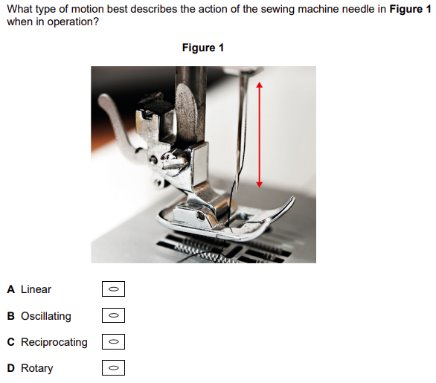 What type of motion best describes the action of the sewing machine needle in Figure 1
when in operation?
Figure 1
A Linear
B Oscillating
C Reciprocating
D Rotary